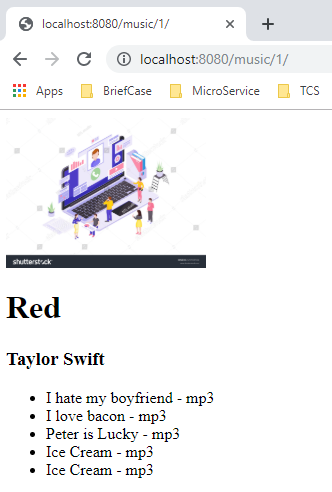 localhost:8080/music/1/
localhost:8080/music/1/
Apps BriefCase MicroService TCS
shutterstock
Red
Taylor Swift
I hate my boyfriend - mp3
I love bacon - mp3
Peter is Lucky - mp3
Ice Cream - mp3
Ice Cream - mp3